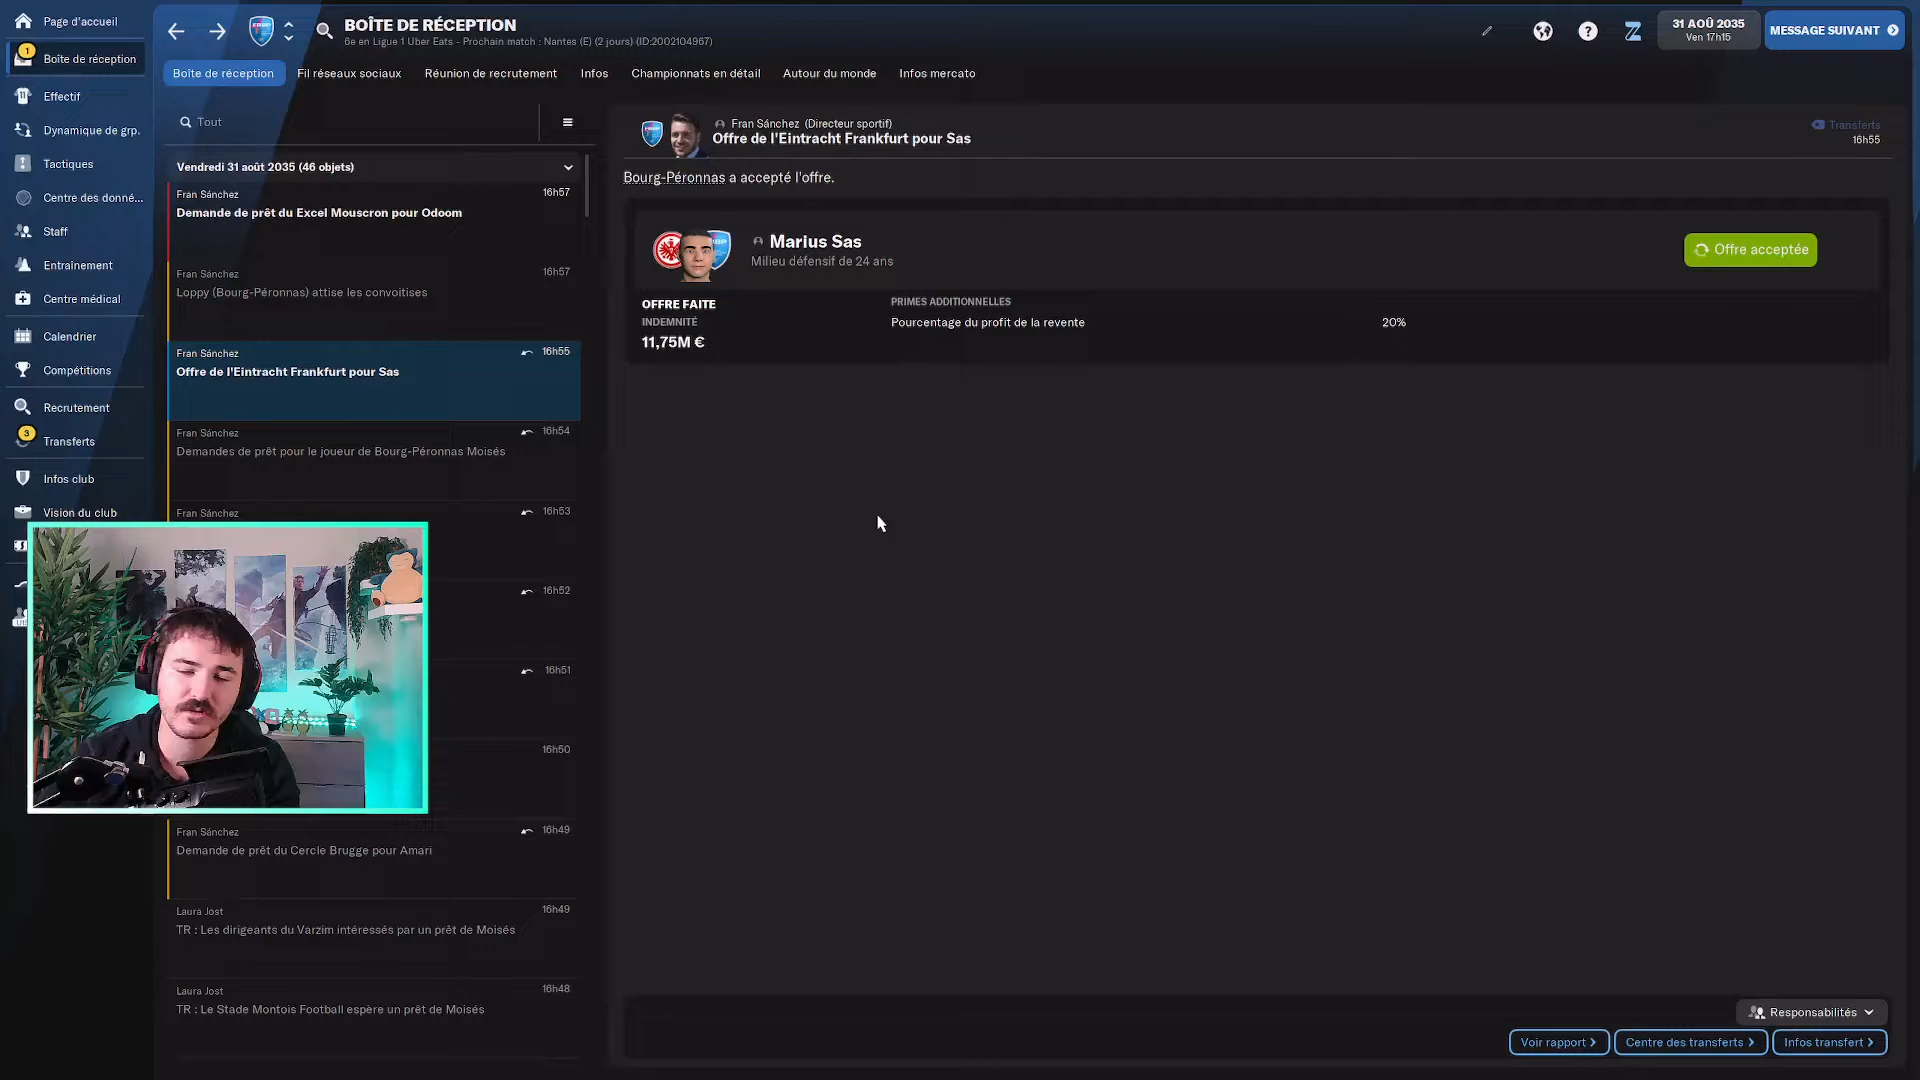 Page d'accueil
1
Boîte de réception
Effectif
Dynamique de grp.
Tactiques
Centre des donné...
Staff
Entraînement
Centre médical
Calendrier
Compétitions
Recrutement
3
Transferts
Infos club
Vision du club
BOÎTE DE RÉCEPTION
6e en Ligue 1 Uber Eats - Prochain match : Nantes (E) (2 jours) (ID:2002104967)
31 AOÛ 2035
Ven 17h15
MESSAGE SUIVANT
Boîte de réception
Fil réseaux sociaux
Réunion de recrutement
Infos
Championnats en détail
Autour du monde
Infos mercato
Tout
Vendredi 31 août 2035 (46 objets)
Fran Sánchez
16h57
Demande de prêt du Excel Mouscron pour Odoom
Fran Sánchez
16h57
Loppy (Bourg-Péronnas) attise les convoitises
Fran Sánchez
16h55
Offre de l'Eintracht Frankfurt pour Sas
Fran Sánchez
16h54
Demandes de prêt pour le joueur de Bourg-Péronnas Moisés
Fran Sánchez
16h53
16h52
16h51
16h50
Fran Sánchez
16h49
Demande de prêt du Cercle Brugge pour Amari
Laura Jost
16h49
TR : Les dirigeants du Varzim intéressés par un prêt de Moisés
Laura Jost
16h48
TR : Le Stade Montois Football espère un prêt de Moisés
Fran Sánchez (Directeur sportif)
Offre de l'Eintracht Frankfurt pour Sas
Transferts
16h55
Bourg-Péronnas a accepté l'offre.
Marius Sas
Milieu défensif de 24 ans
Offre acceptée
OFFRE FAITE
INDEMNITÉ
11,75M €
PRIMES ADDITIONNELLES
Pourcentage du profit de la revente
20%
Responsabilités
Voir rapport
Centre des transferts
Infos transfert